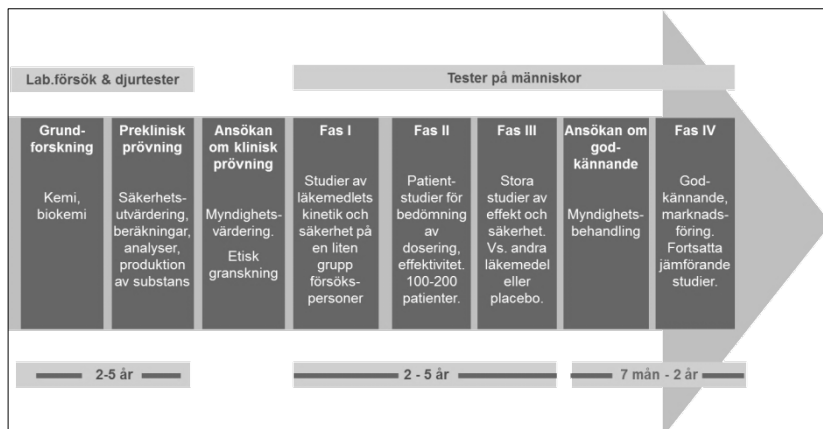 Lab.försök & djurtester
Tester på människor
Grund-
forskning
Kemi,
biokemi
Preklinisk
prövning
Säkerhets-
utvärdering,
beräkningar,
analyser,
produktion
av substans
Ansökan
om klinisk
prövning
Myndighets-
värdering.
Etisk
granskning
Fas I
Studier av
läkemedlets
kinetik och
säkerhet på
en liten
grupp
försöks-
personer
Fas II
Patient-
studier för
bedömning
av
dosering,
effektivitet.
100-200
patienter.
Fas III
Stora
studier av
effekt och
säkerhet.
Vs. andra
läkemedel
eller
placebo.
Ansökan om
god-
kännande
Myndighets-
behandling
Fas IV
God-
kännande,
marknads-
föring.
Fortsatta
jämförande
studier.
2-5 år
2 - 5 år
7 mån - 2 år